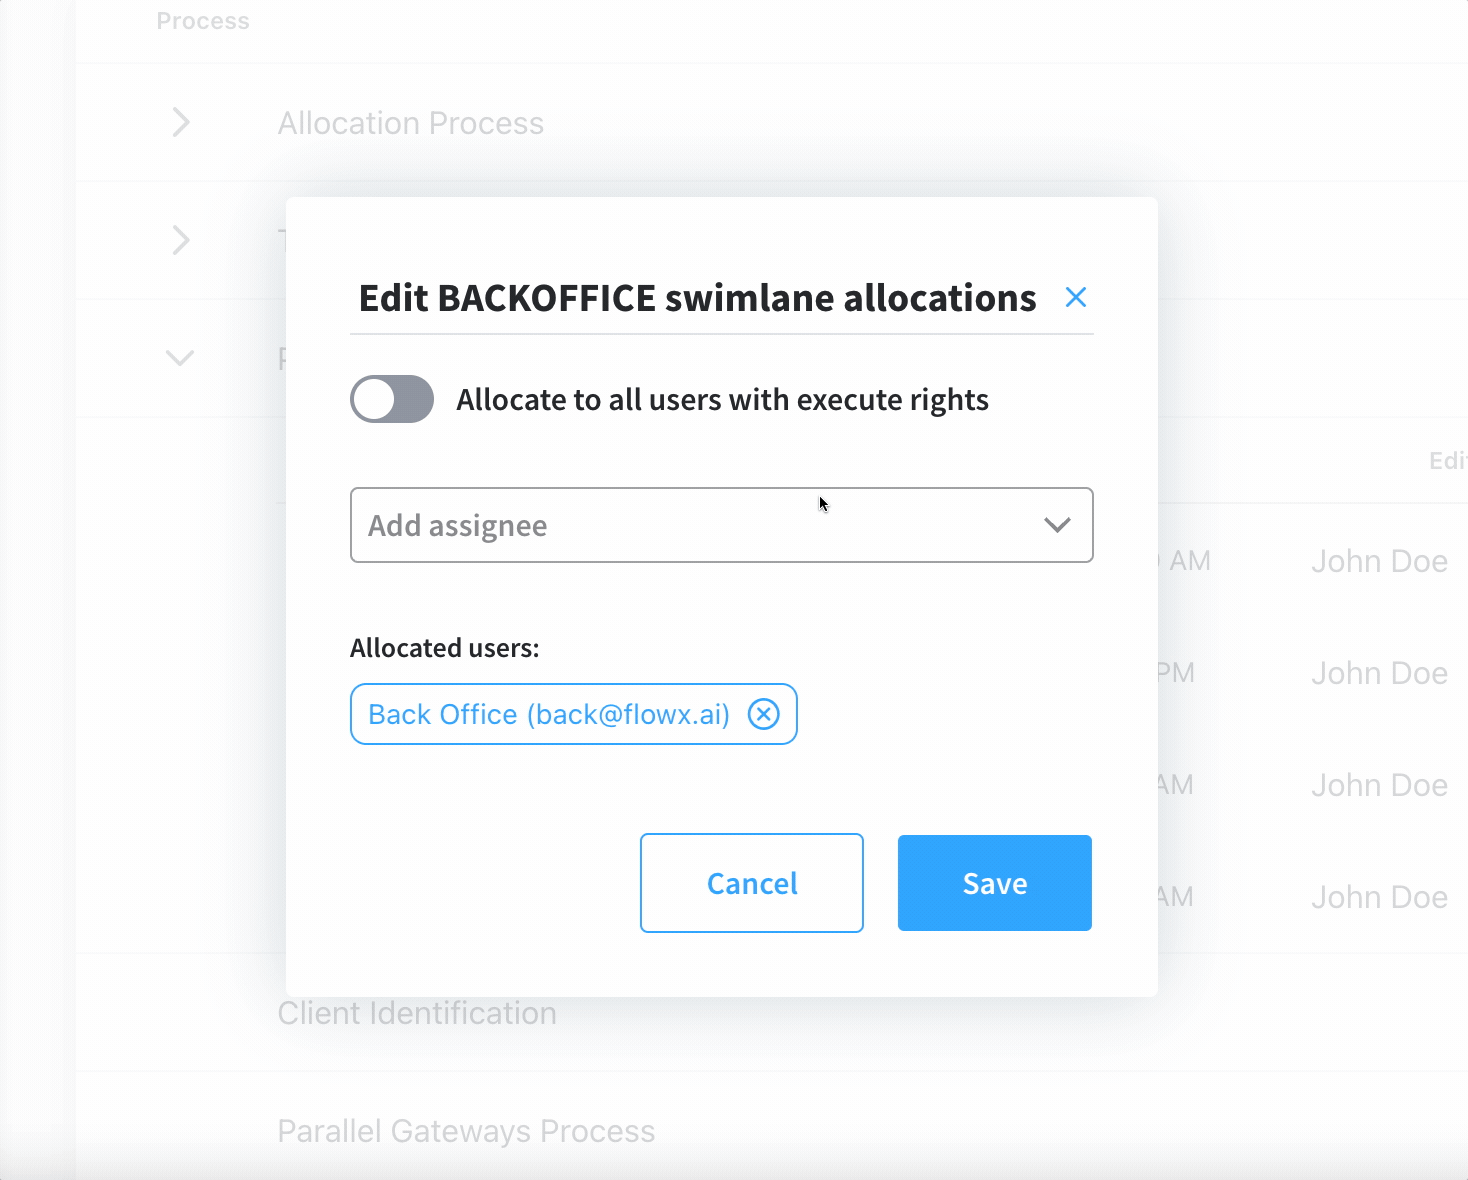 Process
Allocation Process
Edit BACKOFFICE swimlane allocations
Allocate to all users with execute rights
Add assignee
AM John Doe
Allocated users:
PM John Doe
Back Office (back@flowx.ai)
AM John Doe
Cancel Save
AM John Doe
Client Identification
Parallel Gateways Process